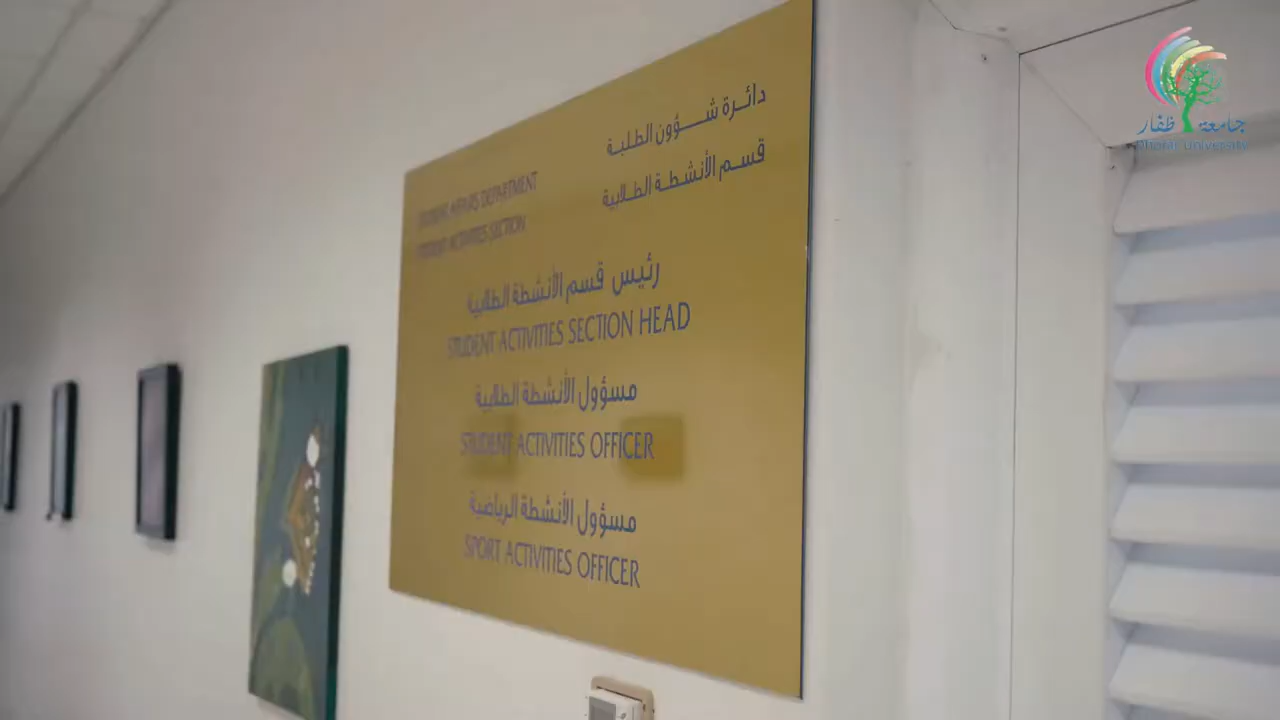 دائرة شؤون الطلبة
قسم الأنشطة الطلابية
STUDENT AFFAIRS DEPARTMENT
STUDENT ACTIVITIES SECTION
رئيس قسم الأنشطة الطلابية
STUDENT ACTIVITIES SECTION HEAD
مسؤول الأنشطة الطلابية
STUDENT ACTIVITIES OFFICER
مسؤول الأنشطة الرياضية
SPORT ACTIVITIES OFFICER
جامعة ظفار
Dhofar University